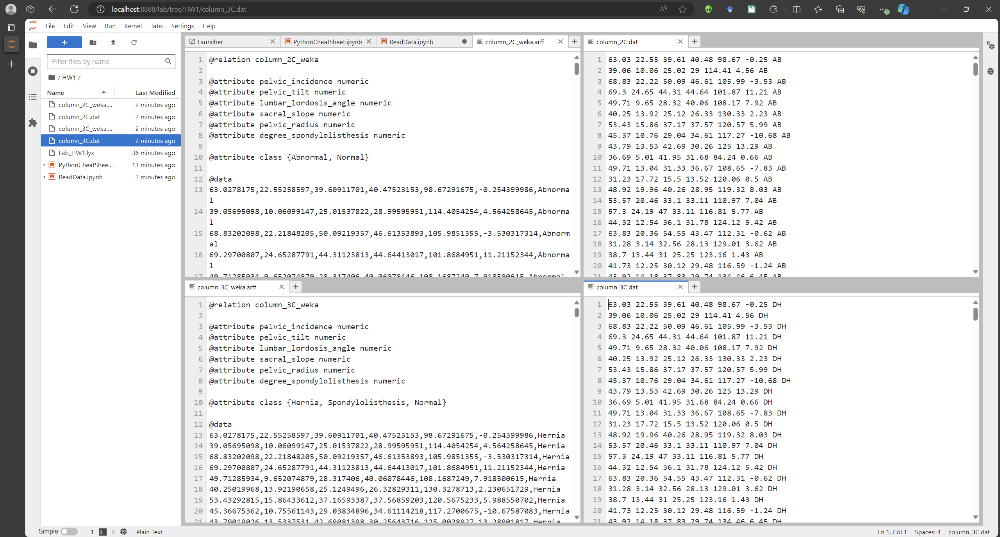 localhost:8888/lab/tree/HW1/column_3C.dat
File Edit View Run Kernel Tabs Settings Help
Filter files by name
/ HW1 /
Name Last Modified
column_2C_weka.... 2 minutes ago
column_2C.dat 2 minutes ago
column_3C_weka.... 2 minutes ago
column_3C.dat 2 minutes ago
Lab_HW1.lyx 36 minutes ago
PythonCheatShee... 13 minutes ago
ReadData.ipynb 2 minutes ago
Launcher PythonCheatSheet.ipynb ReadData.ipynb column_2C_weka.arff
1 @relation column_2C_weka
2
3 @attribute pelvic_incidence numeric
4 @attribute pelvic_tilt numeric
5 @attribute lumbar_lordosis_angle numeric
6 @attribute sacral_slope numeric
7 @attribute pelvic_radius numeric
8 @attribute degree_spondylolisthesis numeric
9
10 @attribute class {Abnormal, Normal}
11
12 @data
13 63.0278175,22.55258597,39.60911701,40.47523153,98.67291675,-0.254399986,Abnorma
l
14 39.05695098,10.06099147,25.01537822,28.99595951,114.4054254,4.564258645,Abnorma
l
15 68.83202098,22.21848205,50.09219357,46.61353893,105.9851355,-3.530317314,Abnorm
al
16 69.29700807,24.65287791,44.31123813,44.64413017,101.8684951,11.21152344,Abnorma
l
17 49.71285934,9.652074879,28.317406,40.06078446,108.1687249,7.918500615,Abnormal
column_2C.dat
1 63.03 22.55 39.61 40.48 98.67 -0.25 AB
2 39.06 10.06 25.02 29 114.41 4.56 AB
3 68.83 22.22 50.09 46.61 105.99 -3.53 AB
4 69.3 24.65 44.31 44.64 101.87 11.21 AB
5 49.71 9.65 28.32 40.06 108.17 7.92 AB
6 40.25 13.92 25.12 26.33 130.33 2.23 AB
7 53.43 15.86 37.17 37.57 120.57 5.99 AB
8 45.37 10.76 29.04 34.61 117.27 -10.68 AB
9 43.79 13.53 42.69 30.26 125 13.29 AB
10 36.69 5.01 41.95 31.68 84.24 0.66 AB
11 49.71 13.04 31.33 36.67 108.65 -7.83 AB
12 31.23 17.72 15.5 13.52 120.06 0.5 AB
13 48.92 19.96 40.26 28.95 119.32 8.03 AB
14 53.57 20.46 33.1 33.11 110.97 7.04 AB
15 57.3 24.19 47 33.11 116.81 5.77 AB
16 44.32 12.54 36.1 31.78 124.12 5.42 AB
17 63.83 20.36 54.55 43.47 112.31 -0.62 AB
18 31.28 3.14 32.56 28.13 129.01 3.62 AB
19 38.7 13.44 31 25.25 123.16 1.43 AB
20 41.73 12.25 30.12 29.48 116.59 -1.24 AB
21 43.92 14.18 37.83 29.74 134.46 6.45 AB
column_3C_weka.arff
1 @relation column_3C_weka
2
3 @attribute pelvic_incidence numeric
4 @attribute pelvic_tilt numeric
5 @attribute lumbar_lordosis_angle numeric
6 @attribute sacral_slope numeric
7 @attribute pelvic_radius numeric
8 @attribute degree_spondylolisthesis numeric
9
10 @attribute class {Hernia, Spondylolisthesis, Normal}
11
12 @data
13 63.0278175,22.55258597,39.60911701,40.47523153,98.67291675,-0.254399986,Hernia
14 39.05695098,10.06099147,25.01537822,28.99595951,114.4054254,4.564258645,Hernia
15 68.83202098,22.21848205,50.09219357,46.61353893,105.9851355,-3.530317314,Hernia
16 69.29700807,24.65287791,44.31123813,44.64413017,101.8684951,11.21152344,Hernia
17 49.71285934,9.652074879,28.317406,40.06078446,108.1687249,7.918500615,Hernia
18 40.25019968,13.92190658,25.1249496,26.32829311,130.3278713,2.230651729,Hernia
19 53.43292815,15.86433612,37.16593387,37.56859203,120.5675233,5.988550702,Hernia
20 45.36675362,10.75561143,29.03834896,34.61114218,117.2700675,-10.67587083,Hernia
21 43.79019026,13.5337531,42.69081398,30.25643716,125.0028927,13.28901817,Hernia
column_3C.dat
1 63.03 22.55 39.61 40.48 98.67 -0.25 DH
2 39.06 10.06 25.02 29 114.41 4.56 DH
3 68.83 22.22 50.09 46.61 105.99 -3.53 DH
4 69.3 24.65 44.31 44.64 101.87 11.21 DH
5 49.71 9.65 28.32 40.06 108.17 7.92 DH
6 40.25 13.92 25.12 26.33 130.33 2.23 DH
7 53.43 15.86 37.17 37.57 120.57 5.99 DH
8 45.37 10.76 29.04 34.61 117.27 -10.68 DH
9 43.79 13.53 42.69 30.26 125 13.29 DH
10 36.69 5.01 41.95 31.68 84.24 0.66 DH
11 49.71 13.04 31.33 36.67 108.65 -7.83 DH
12 31.23 17.72 15.5 13.52 120.06 0.5 DH
13 48.92 19.96 40.26 28.95 119.32 8.03 DH
14 53.57 20.46 33.1 33.11 110.97 7.04 DH
15 57.3 24.19 47 33.11 116.81 5.77 DH
16 44.32 12.54 36.1 31.78 124.12 5.42 DH
17 63.83 20.36 54.55 43.47 112.31 -0.62 DH
18 31.28 3.14 32.56 28.13 129.01 3.62 DH
19 38.7 13.44 31 25.25 123.16 1.43 DH
20 41.73 12.25 30.12 29.48 116.59 -1.24 DH
21 43.92 14.18 37.83 29.74 134.46 6.45 DH
Simple 1 2 Plain Text Ln 1, Col 1 Spaces: 4 column_3C.dat